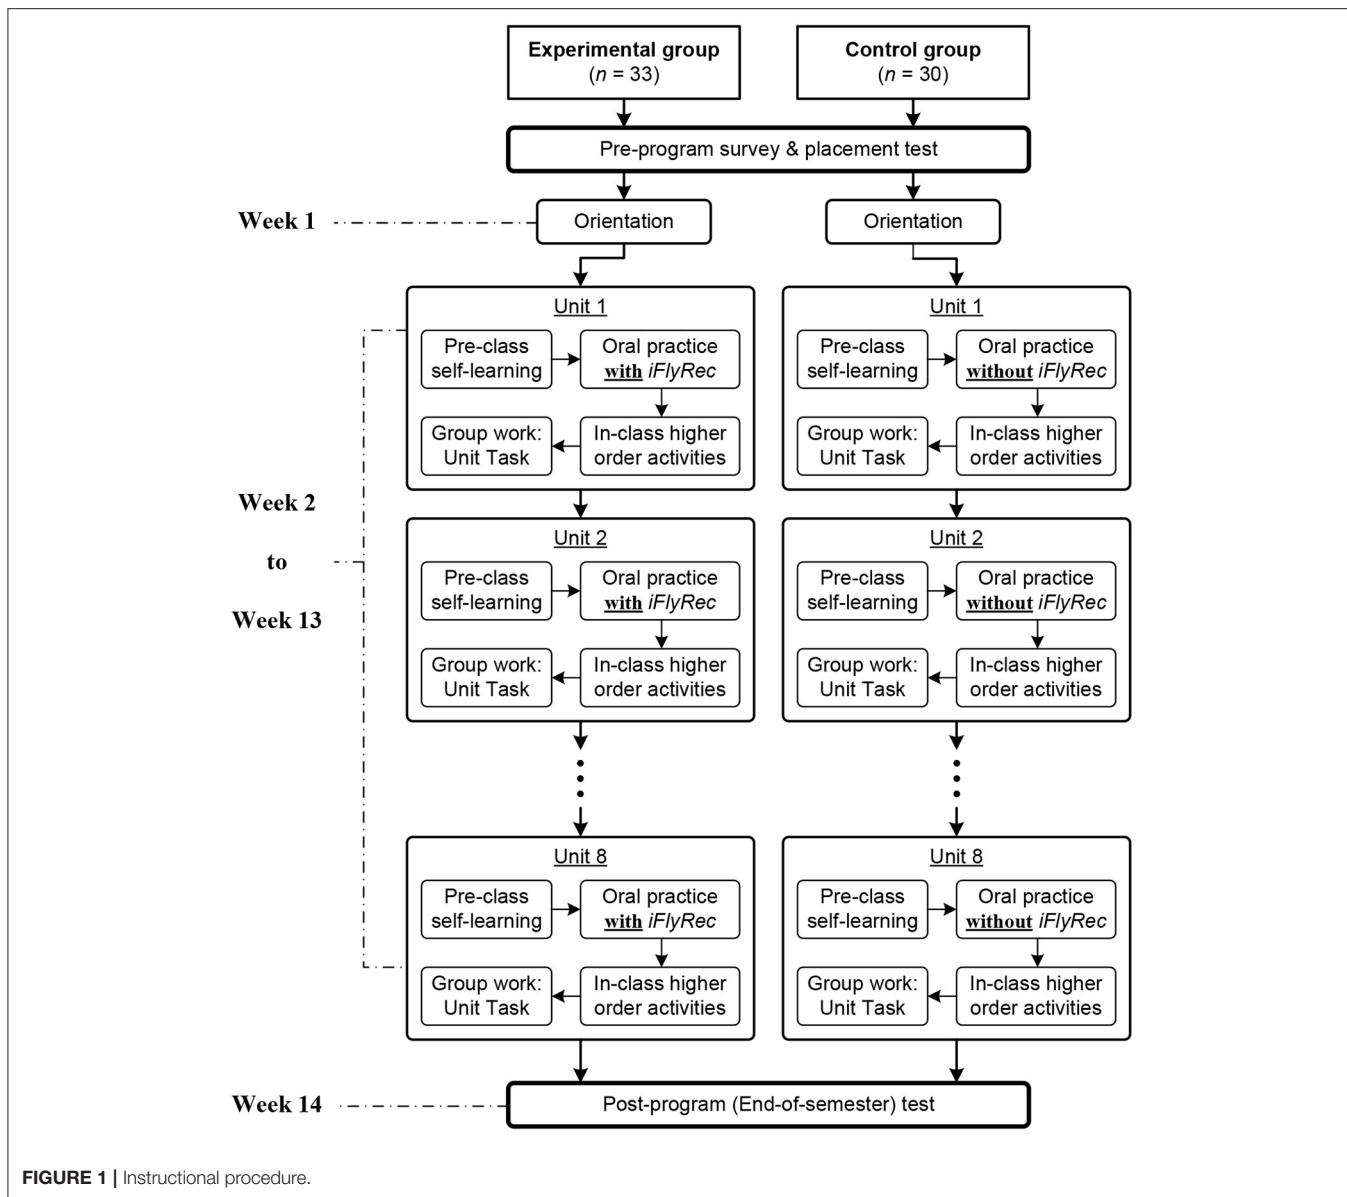 Experimental group
(n = 33)
Control group
(n = 30)
Pre-program survey & placement test
Week 1
Orientation
Orientation
Unit 1
Pre-class
self-learning
Oral practice
with iFlyRec
Group work:
Unit Task
In-class higher
order activities
Unit 1
Pre-class
self-learning
Oral practice
without iFlyRec
Group work:
Unit Task
In-class higher
order activities
Week 2
to
Week 13
Unit 2
Pre-class
self-learning
Oral practice
with iFlyRec
Group work:
Unit Task
In-class higher
order activities
Unit 2
Pre-class
self-learning
Oral practice
without iFlyRec
Group work:
Unit Task
In-class higher
order activities
Unit 8
Pre-class
self-learning
Oral practice
with iFlyRec
Group work:
Unit Task
In-class higher
order activities
Unit 8
Pre-class
self-learning
Oral practice
without iFlyRec
Group work:
Unit Task
In-class higher
order activities
Week 14
Post-program (End-of-semester) test
FIGURE 1 | Instructional procedure.